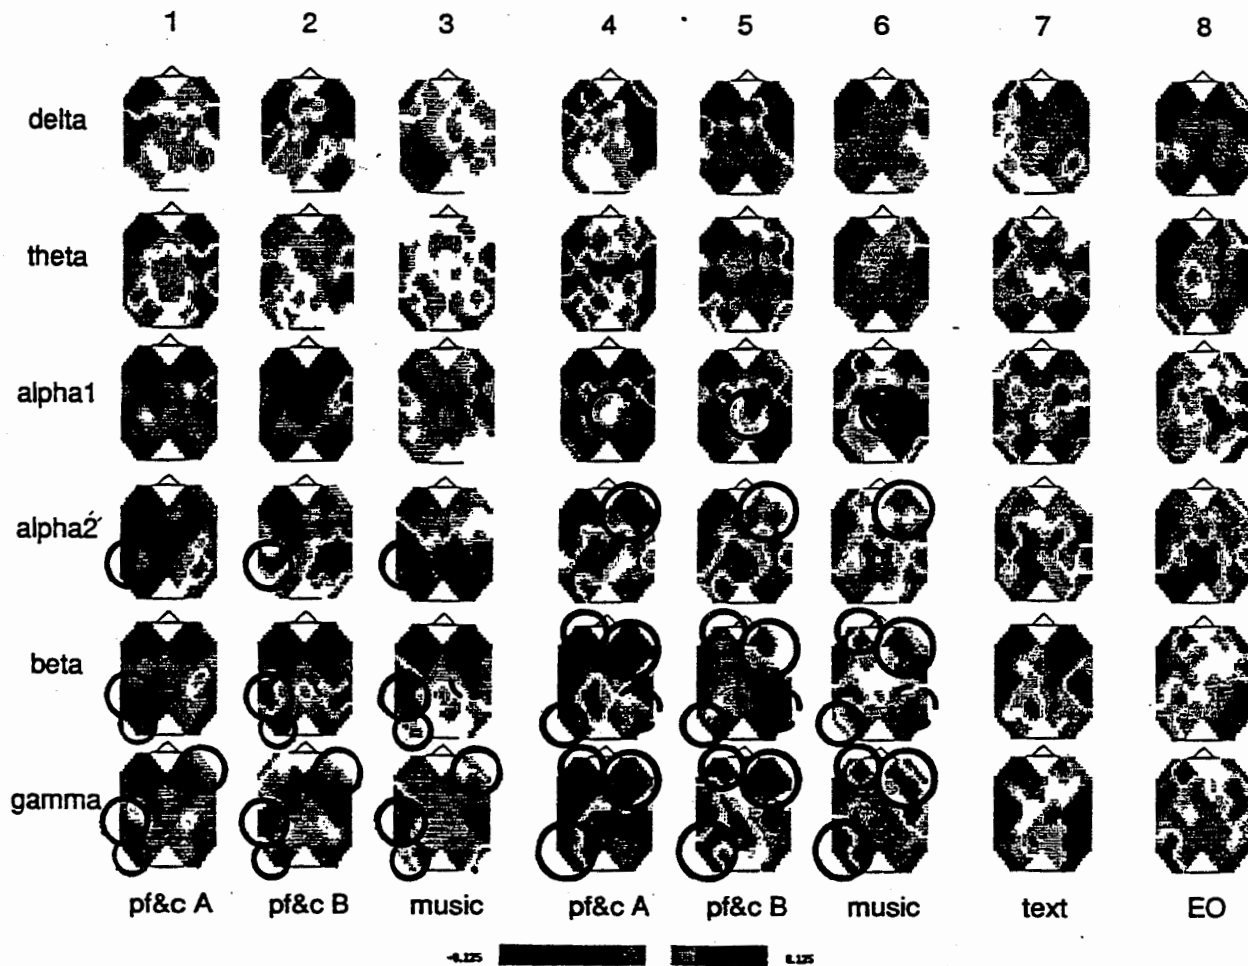 1 2 3 4 5 6 7 8
delta
theta
alpha1
alpha2
beta
gamma
pf&c A pf&c B music pf&c A pf&c B music text EO
-0.125 0.125